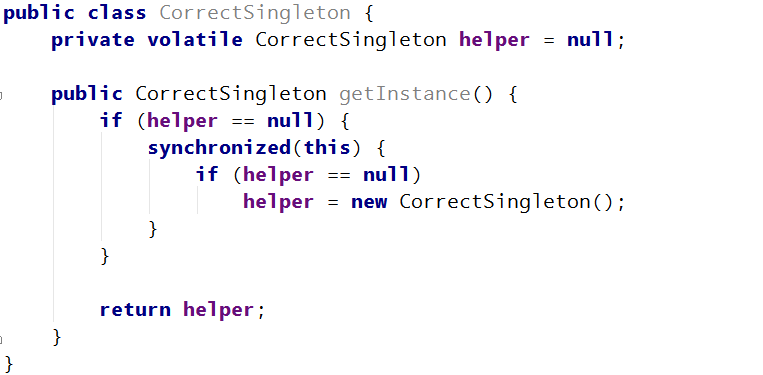 public class CorrectSingleton {
    private volatile CorrectSingleton helper = null;
    public CorrectSingleton getInstance() {
        if (helper == null) {
            synchronized(this) {
                if (helper == null)
                    helper = new CorrectSingleton();
            }
        }
        return helper;
    }
}